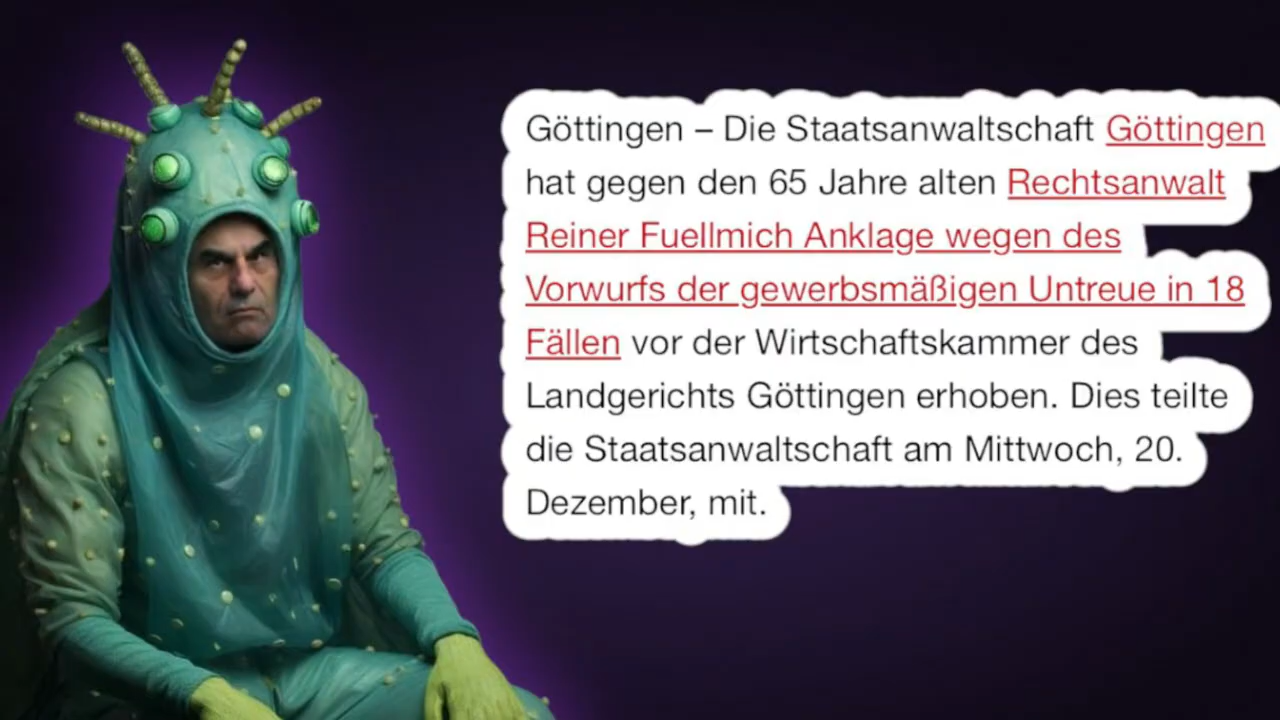 Göttingen – Die Staatsanwaltschaft Göttingen
hat gegen den 65 Jahre alten Rechtsanwalt
Reiner Fuellmich Anklage wegen des
Vorwurfs der gewerbsmäßigen Untreue in 18
Fällen vor der Wirtschaftskammer des
Landgerichts Göttingen erhoben. Dies teilte
die Staatsanwaltschaft am Mittwoch, 20.
Dezember, mit.